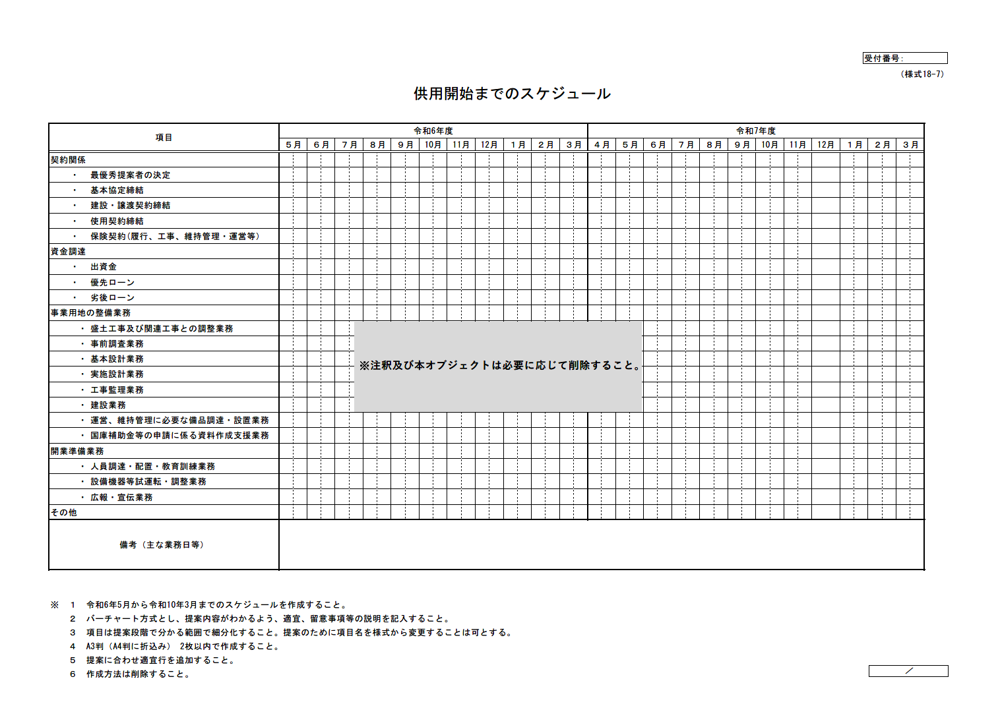 受付番号：
（様式18-7）
供用開始までのスケジュール
項目
令和6年度
令和7年度
５月 ６月 ７月 ８月 ９月 10月 11月 12月 １月 ２月 ３月 ４月 ５月 ６月 ７月 ８月 ９月 10月 11月 12月 １月 ２月 ３月
契約関係
・ 最優秀提案者の決定
・ 基本協定締結
・ 建設・譲渡契約締結
・ 使用契約締結
・ 保険契約(履行、工事、維持管理・運営等)
資金調達
・ 出資金
・ 優先ローン
・ 劣後ローン
事業用地の整備業務
・ 盛土工事及び関連工事との調整業務
・ 事前調査業務
・ 基本設計業務
※注釈及び本オブジェクトは必要に応じて削除すること。
・ 実施設計業務
・ 工事監理業務
・ 建設業務
・ 運営、維持管理に必要な備品調達・設置業務
・ 国庫補助金等の申請に係る資料作成支援業務
開業準備業務
・ 人員調達・配置・教育訓練業務
・ 設備機器等試運転・調整業務
・ 広報・宣伝業務
その他
備考（主な業務日等）
※ 1 令和6年5月から令和10年3月までのスケジュールを作成すること。
2 バーチャート方式とし、提案内容がわかるよう、適宜、留意事項等の説明を記入すること。
3 項目は提案段階で分かる範囲で細分化すること。提案のために項目名を様式から変更することは可とする。
4 A3判（A4判に折込み） 2枚以内で作成すること。
5 提案に合わせ適宜行を追加すること。
6 作成方法は削除すること。
／